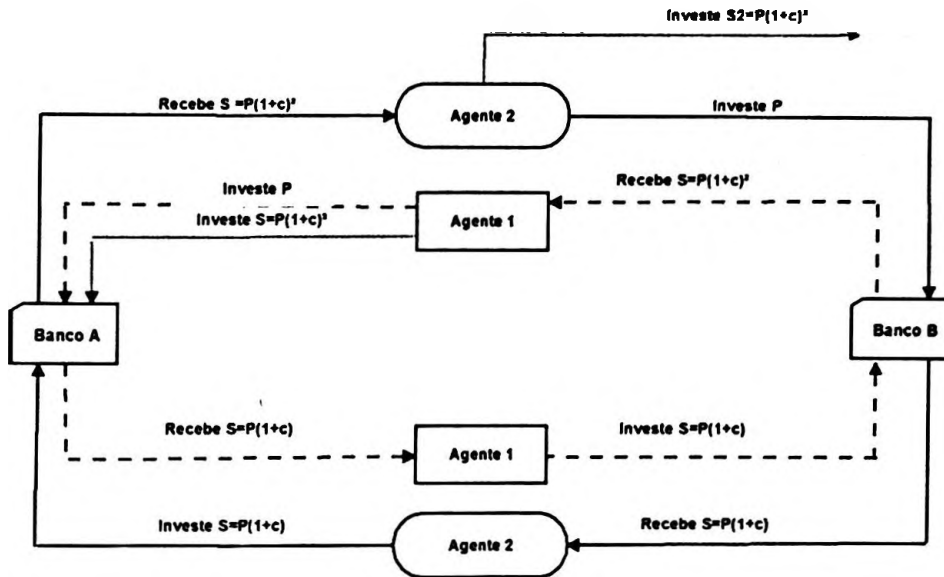 Investe S2=P(1+c)²
Recebe S =P(1+c)²
Agente 2
Investe P
Investe P
Recebe S=P(1+c)²
Agente 1
Investe S=P(1+c)²
Banco A
Banco B
Recebe S=P(1+c)
Agente 1
Investe S=P(1+c)
Investe S=P(1+c)
Agente 2
Recebe S=P(1+c)